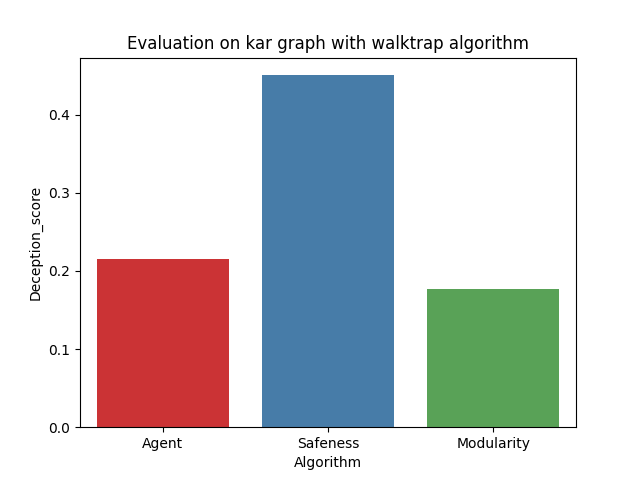 Evaluation on kar graph with walktrap algorithm
Deception_score
0.4
0.3
0.2
0.1
0.0
Agent
Safeness
Modularity
Algorithm